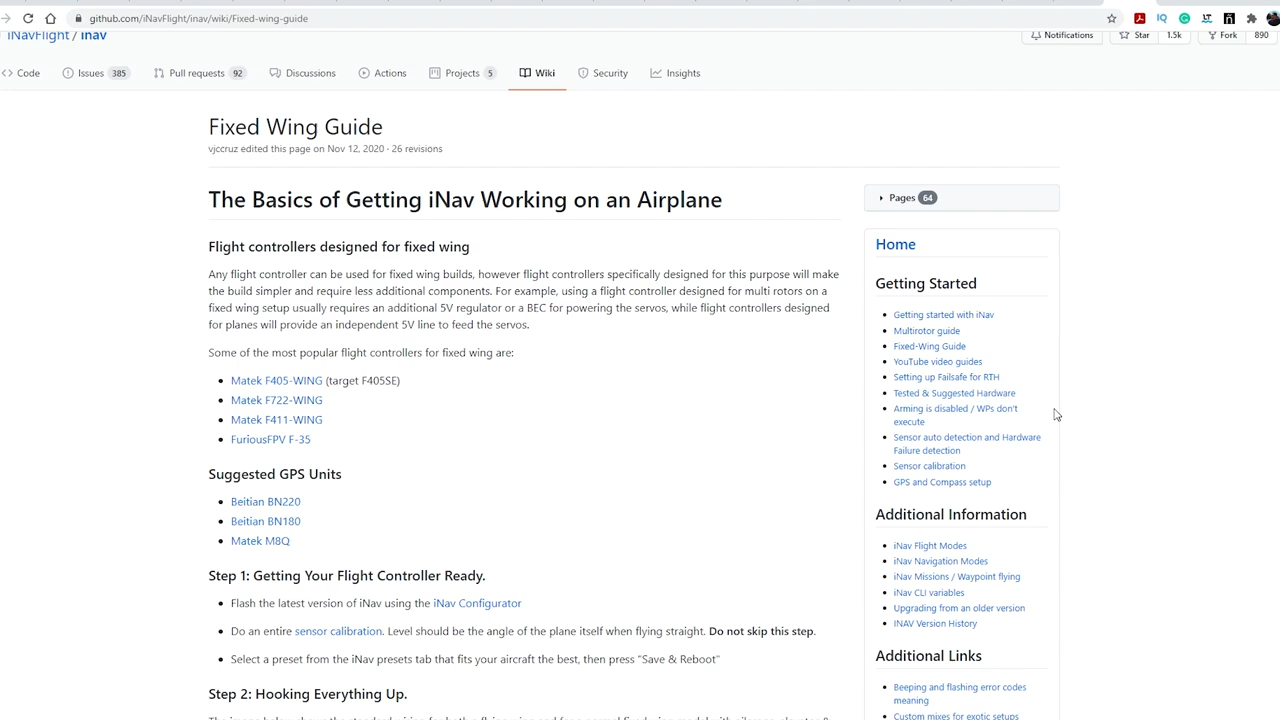 github.com/iNavFlight/inav/wiki/Fixed-wing-guide
iNavFlight / inav
Notifications
Star 1.5k
Fork 890
Code
Issues 385
Pull requests 92
Discussions
Actions
Projects 5
Wiki
Security
Insights
Fixed Wing Guide
vjccruz edited this page on Nov 12, 2020 · 26 revisions
The Basics of Getting iNav Working on an Airplane
Flight controllers designed for fixed wing
Any flight controller can be used for fixed wing builds, however flight controllers specifically designed for this purpose will make
the build simpler and require less additional components. For example, using a flight controller designed for multi rotors on a
fixed wing setup usually requires an additional 5V regulator or a BEC for powering the servos, while flight controllers designed
for planes will provide an independent 5V line to feed the servos.
Some of the most popular flight controllers for fixed wing are:
Matek F405-WING (target F405SE)
Matek F722-WING
Matek F411-WING
FuriousFPV F-35
Suggested GPS Units
Beitian BN220
Beitian BN180
Matek M8Q
Step 1: Getting Your Flight Controller Ready.
Flash the latest version of iNav using the iNav Configurator
Do an entire sensor calibration. Level should be the angle of the plane itself when flying straight. Do not skip this step.
Select a preset from the iNav presets tab that fits your aircraft the best, then press "Save & Reboot"
Step 2: Hooking Everything Up.
Pages 64
Home
Getting Started
Getting started with iNav
Multirotor guide
Fixed-Wing Guide
YouTube video guides
Setting up Failsafe for RTH
Tested & Suggested Hardware
Arming is disabled / WPs don't
execute
Sensor auto detection and Hardware
Failure detection
Sensor calibration
GPS and Compass setup
Additional Information
iNav Flight Modes
iNav Navigation Modes
iNav Missions / Waypoint flying
iNav CLI variables
Upgrading from an older version
INAV Version History
Additional Links
Beeping and flashing error codes
meaning
Custom mixes for exotic setups